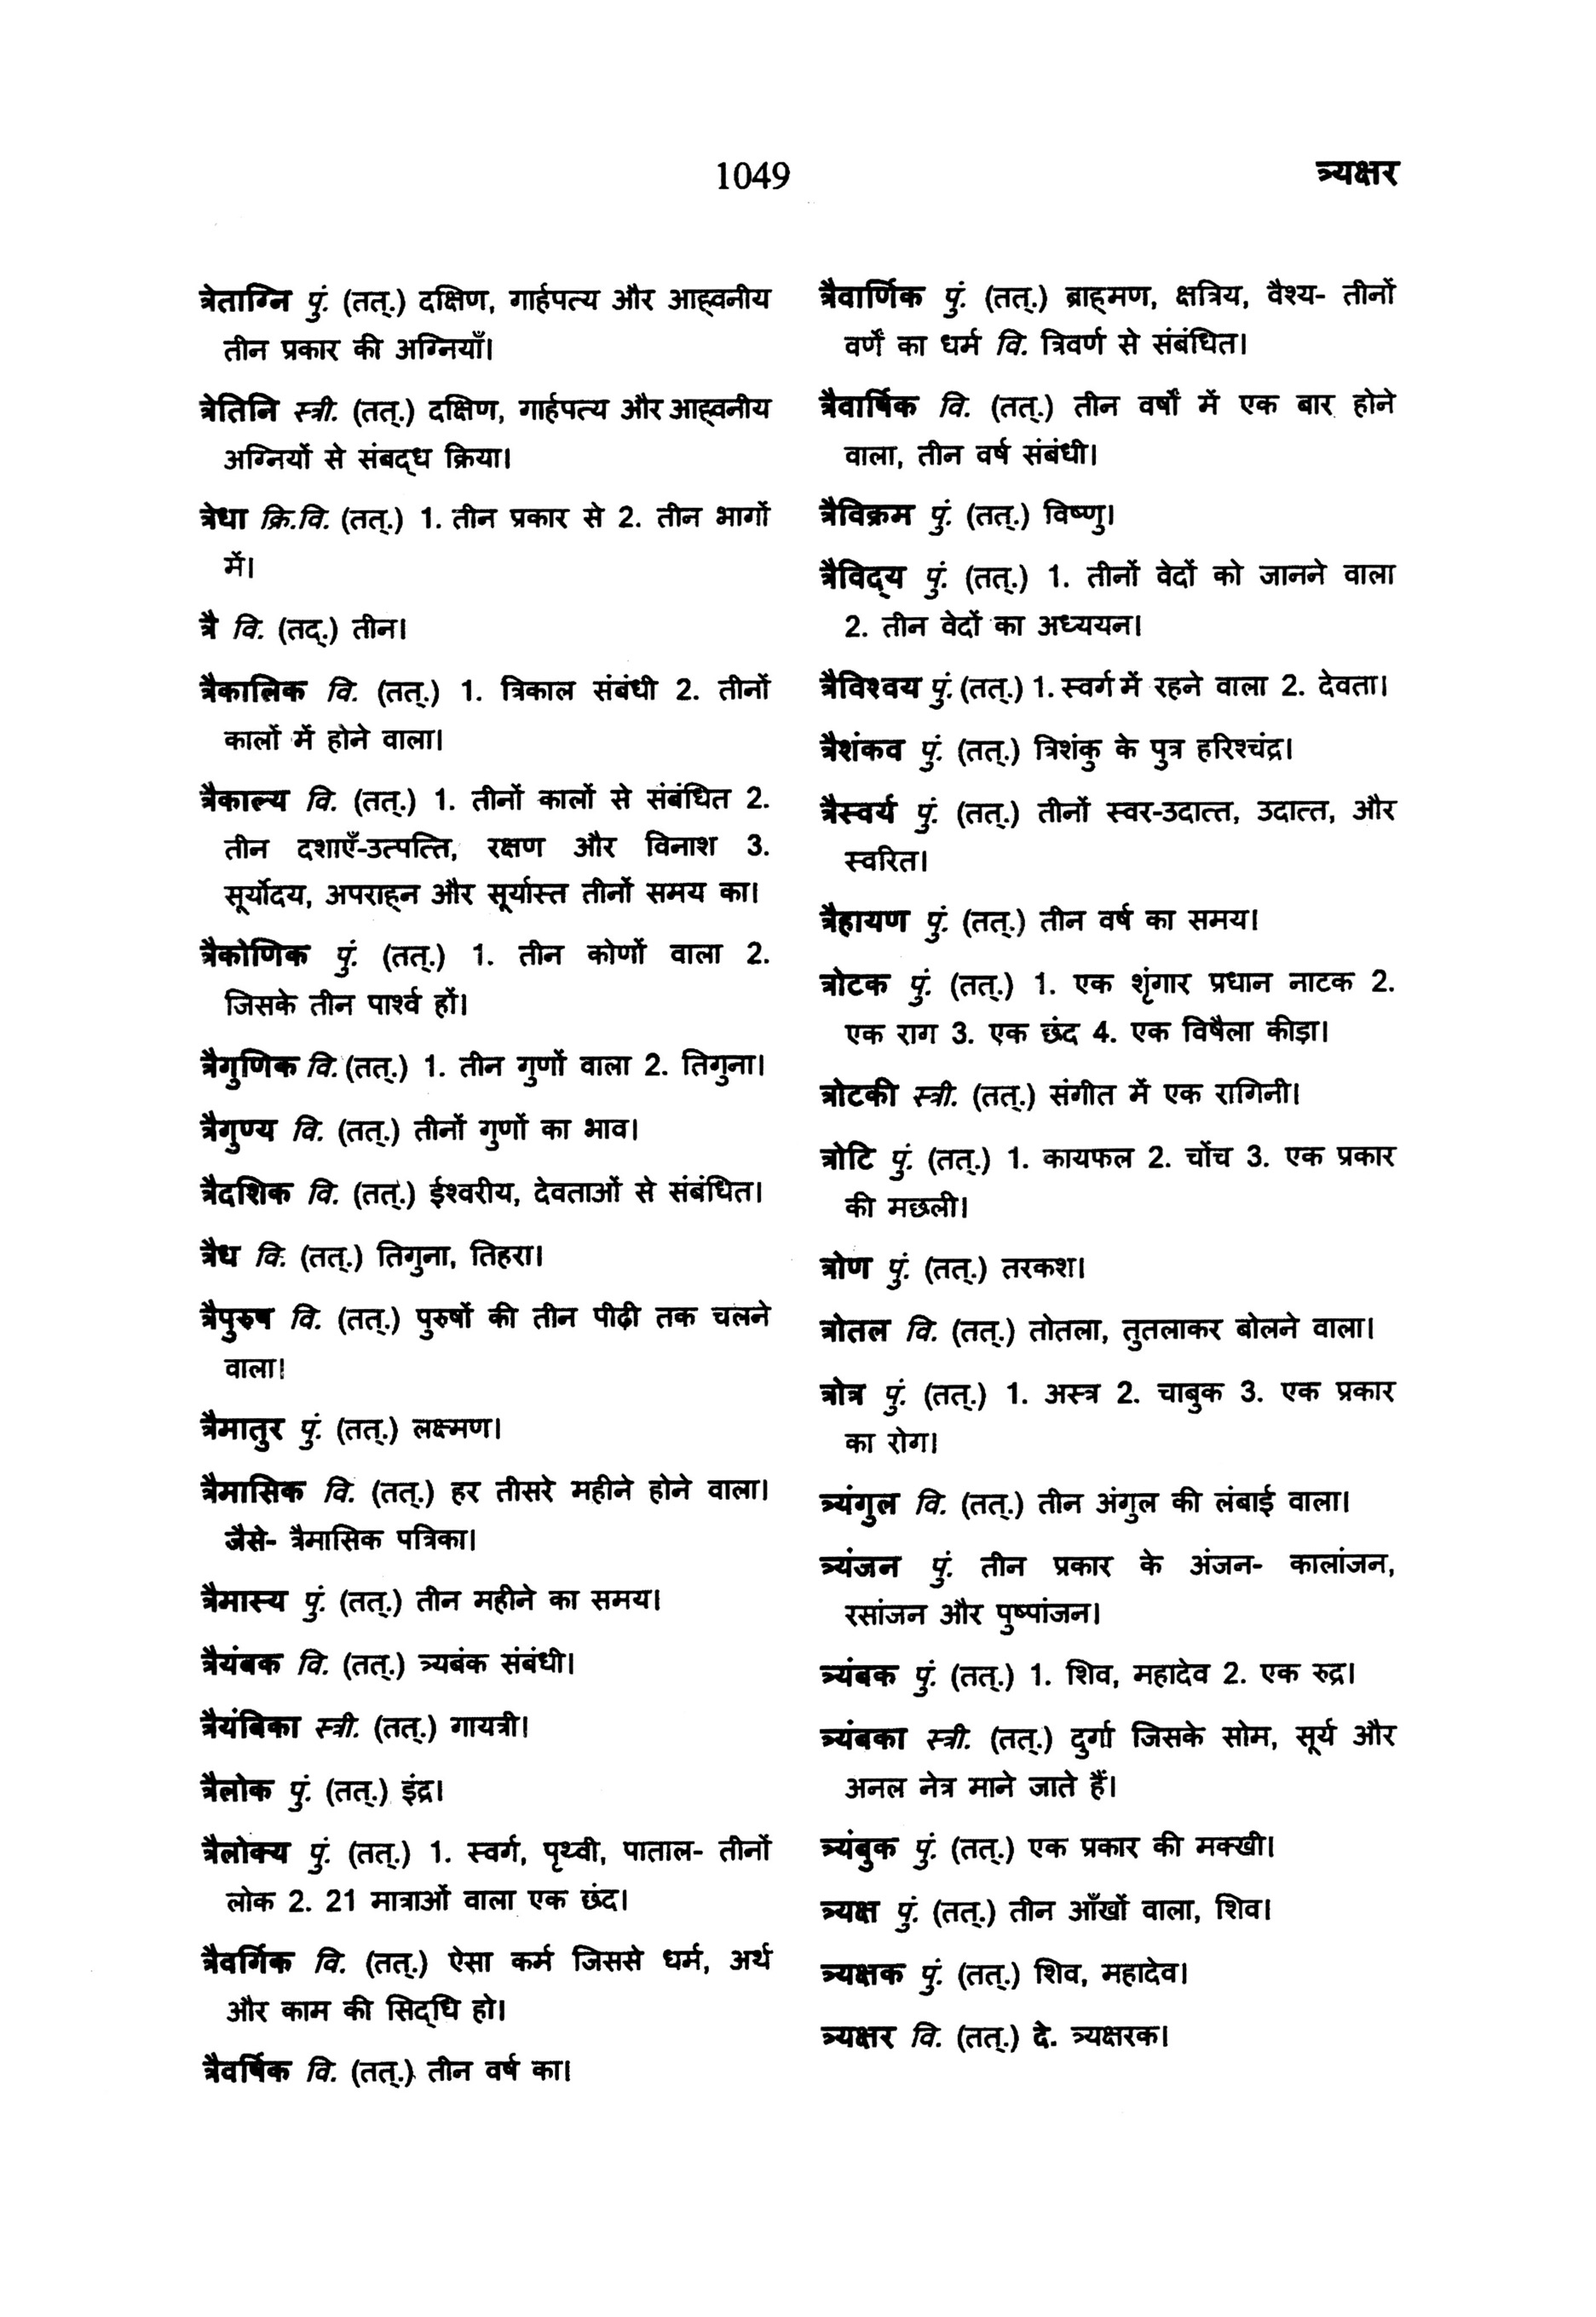 1049
त्र्यक्षर
त्रेताग्नि पुं. (तत्.) दक्षिण, गार्हपत्य और आह्वनीय
तीन प्रकार की अग्नियाँ।
त्रेतिनि स्त्री. (तत्.) दक्षिण, गार्हपत्य और आह्वनीय
अग्नियों से संबद्ध क्रिया।
त्रेधा क्रि.वि. (तत्.) 1. तीन प्रकार से 2. तीन भागों
में।
त्रै वि. (तद्.) तीन।
त्रैकालिक वि. (तत्.) 1. त्रिकाल संबंधी 2. तीनों
कालों में होने वाला।
त्रैकाल्य वि. (तत्.) 1. तीनों कालों से संबंधित 2.
तीन दशाएँ-उत्पत्ति, रक्षण और विनाश 3.
सूर्योदय, अपराह्न और सूर्यास्त तीनों समय का।
त्रैकोणिक पुं. (तत्.) 1. तीन कोणों वाला 2.
जिसके तीन पार्श्व हों।
त्रैगुणिक वि. (तत्.) 1. तीन गुणों वाला 2. तिगुना।
त्रैगुण्य वि. (तत्.) तीनों गुणों का भाव।
त्रैदशिक वि. (तत्.) ईश्वरीय, देवताओं से संबंधित।
त्रैध वि. (तत्.) तिगुना, तिहरा।
त्रैपुरुष वि. (तत्.) पुरुषों की तीन पीढ़ी तक चलने
वाला।
त्रैमातुर पुं. (तत्.) लक्ष्मण।
त्रैमासिक वि. (तत्.) हर तीसरे महीने होने वाला।
जैसे- त्रैमासिक पत्रिका।
त्रैमास्य पुं. (तत्.) तीन महीने का समय।
त्रैयंबक वि. (तत्.) त्र्यबंक संबंधी।
त्रैयंबिका स्त्री. (तत्.) गायत्री।
त्रैलोक पुं. (तत्.) इंद्र।
त्रैलोक्य पुं. (तत्.) 1. स्वर्ग, पृथ्वी, पाताल- तीनों
लोक 2. 21 मात्राओं वाला एक छंद।
त्रैवर्गिक वि. (तत्.) ऐसा कर्म जिससे धर्म, अर्थ
और काम की सिद्धि हो।
त्रैवर्षिक वि. (तत्.) तीन वर्ष का।
त्रैवार्णिक पुं. (तत्.) ब्राह्मण, क्षत्रिय, वैश्य- तीनों
वर्णें का धर्म वि. त्रिवर्ण से संबंधित।
त्रैवार्षिक वि. (तत्.) तीन वर्षों में एक बार होने
वाला, तीन वर्ष संबंधी।
त्रैविक्रम पुं. (तत्.) विष्णु।
त्रैविद्य पुं. (तत्.) 1. तीनों वेदों को जानने वाला
2. तीन वेदों का अध्ययन।
त्रैविश्वय पुं. (तत्.) 1. स्वर्ग में रहने वाला 2. देवता।
त्रैशंकव पुं. (तत्.) त्रिशंकु के पुत्र हरिश्चंद्र।
त्रैस्वर्य पुं. (तत्.) तीनों स्वर-उदात्त, उदात्त, और
स्वरित।
त्रैहायण पुं. (तत्.) तीन वर्ष का समय।
त्रोटक पुं. (तत्.) 1. एक शृंगार प्रधान नाटक 2.
एक राग 3. एक छंद 4. एक विषैला कीड़ा।
त्रोटकी स्त्री. (तत्.) संगीत में एक रागिनी।
त्रोटि पुं. (तत्.) 1. कायफल 2. चोंच 3. एक प्रकार
की मछली।
त्रोण पुं. (तत्.) तरकश।
त्रोतल वि. (तत्.) तोतला, तुतलाकर बोलने वाला।
त्रोत्र पुं. (तत्.) 1. अस्त्र 2. चाबुक 3. एक प्रकार
का रोग।
त्र्यंगुल वि. (तत्.) तीन अंगुल की लंबाई वाला।
त्र्यंजन पुं. तीन प्रकार के अंजन- कालांजन,
रसांजन और पुष्पांजन।
त्र्यंबक पुं. (तत्.) 1. शिव, महादेव 2. एक रुद्र।
त्र्यंबका स्त्री. (तत्.) दुर्गा जिसके सोम, सूर्य और
अनल नेत्र माने जाते हैं।
त्र्यंबुक पुं. (तत्.) एक प्रकार की मक्खी।
त्र्यक्ष पुं. (तत्.) तीन आँखों वाला, शिव।
त्र्यक्षक पुं. (तत्.) शिव, महादेव।
त्र्यक्षर वि. (तत्.) दे. त्र्यक्षरक।